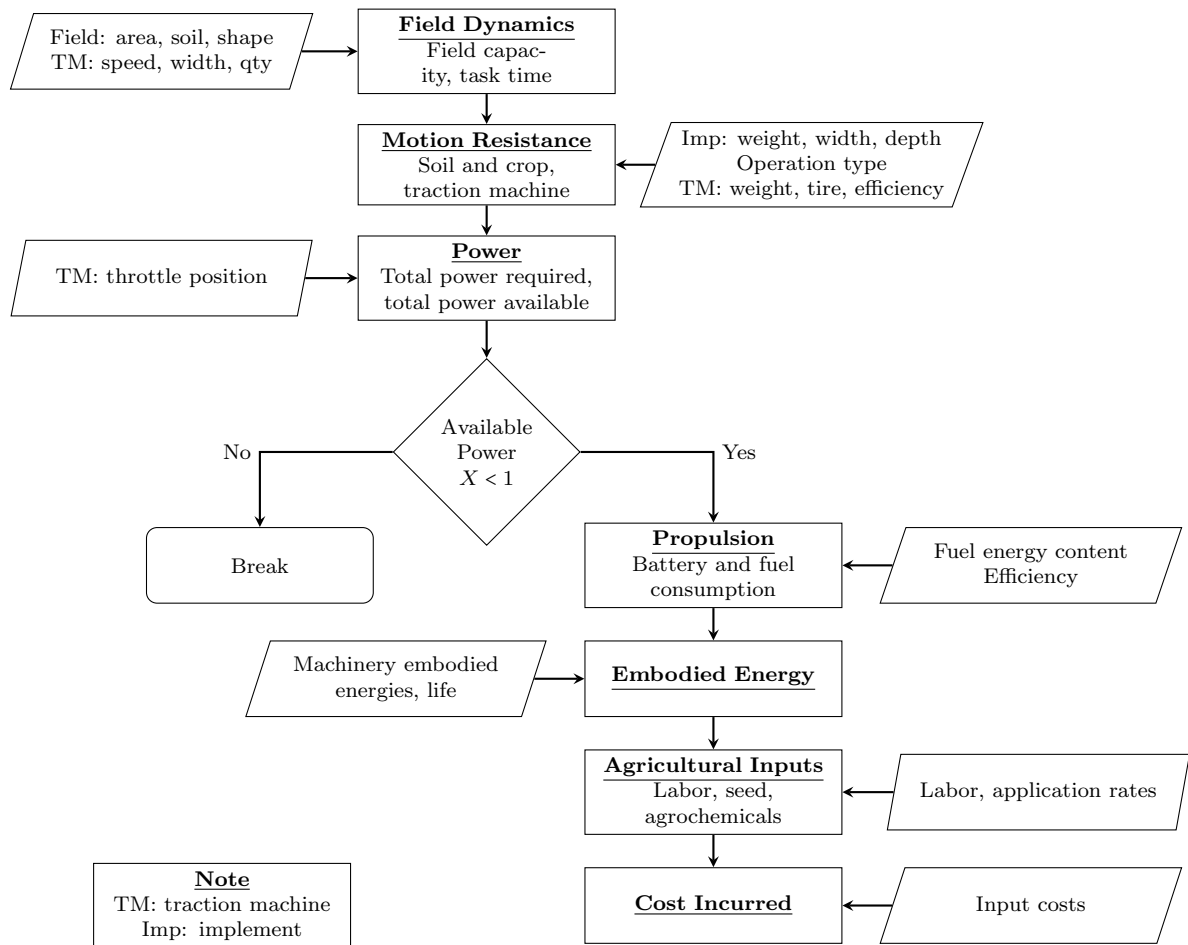 Field: area, soil, shape
TM: speed, width, qty
Field Dynamics
Field capac-
ity, task time
Motion Resistance
Soil and crop,
traction machine
Imp: weight, width, depth
Operation type
TM: weight, tire, efficiency
TM: throttle position
Power
Total power required,
total power available
Available
Power
X < 1
No
Yes
Break
Propulsion
Battery and fuel
consumption
Fuel energy content
Efficiency
Machinery embodied
energies, life
Embodied Energy
Agricultural Inputs
Labor, seed,
agrochemicals
Labor, application rates
Note
TM: traction machine
Imp: implement
Cost Incurred
Input costs